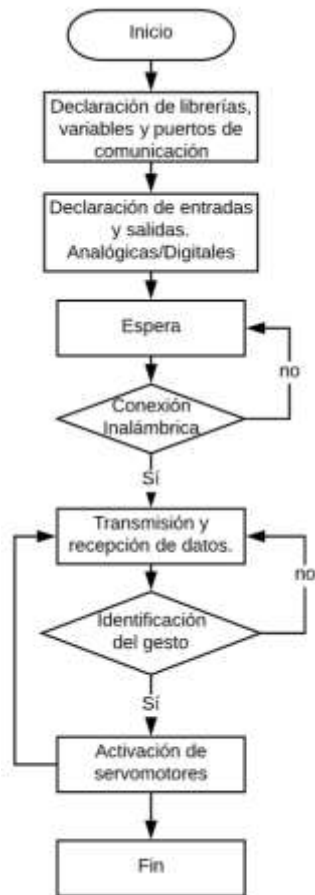 Inicio
Declaración de librerías,
variables y puertos de
comunicación
Declaración de entradas
y salidas.
Analógicas/Digitales
Espera
no
Conexión
Inalámbrica
Sí
Transmisión y
recepción de datos.
no
Identificación
del gesto
Sí
Activación de
servomotores
Fin